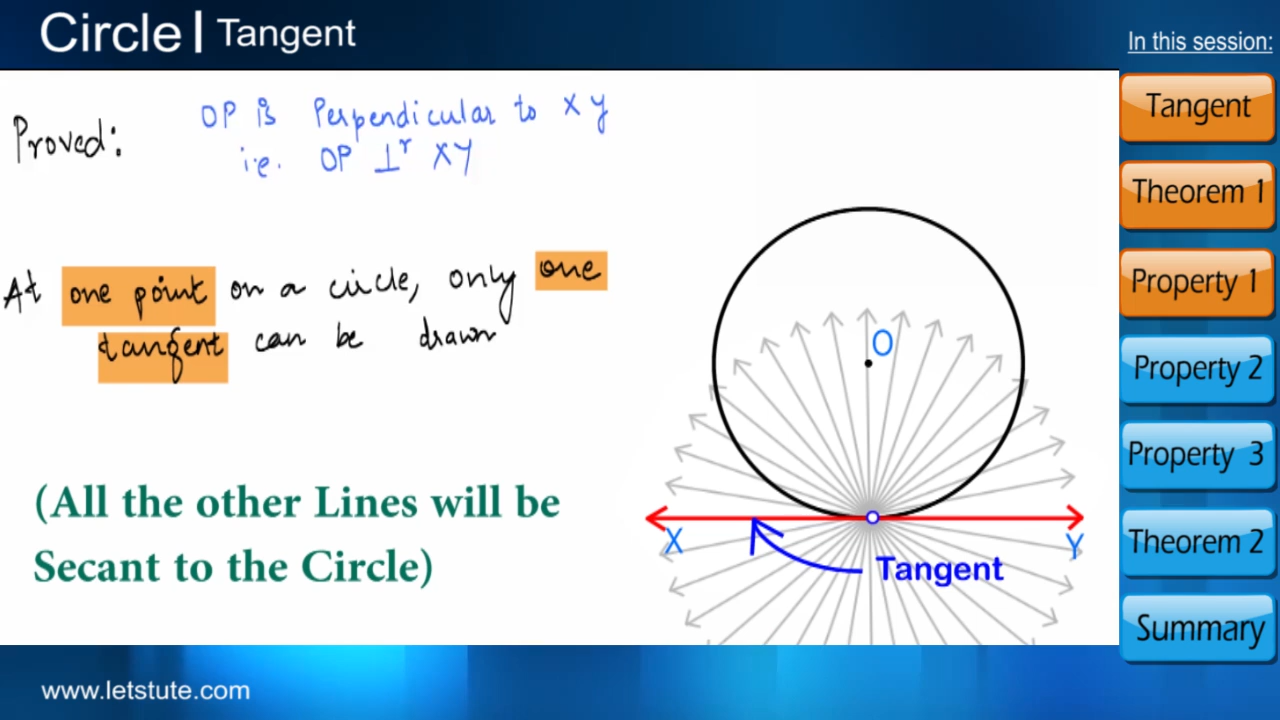 Circle | Tangent
In this session:
Tangent
Theorem 1
Property 1
Property 2
Property 3
Theorem 2
Summary
Proved: OP is Perpendicular to XY
i.e. OP ⊥r XY
At one point on a circle, only one
tangent can be drawn
(All the other Lines will be
Secant to the Circle)
O
X
Y
Tangent
www.letstute.com